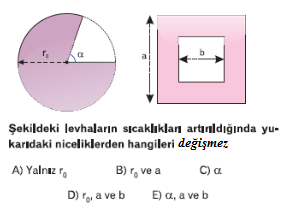 r₀ α a b
Şekildeki levhaların sıcaklıkları artırıldığında yu-
karıdaki niceliklerden hangileri değişmez
A) Yalnız r₀ B) r₀ ve a C) α
D) r₀, a ve b E) α, a ve b